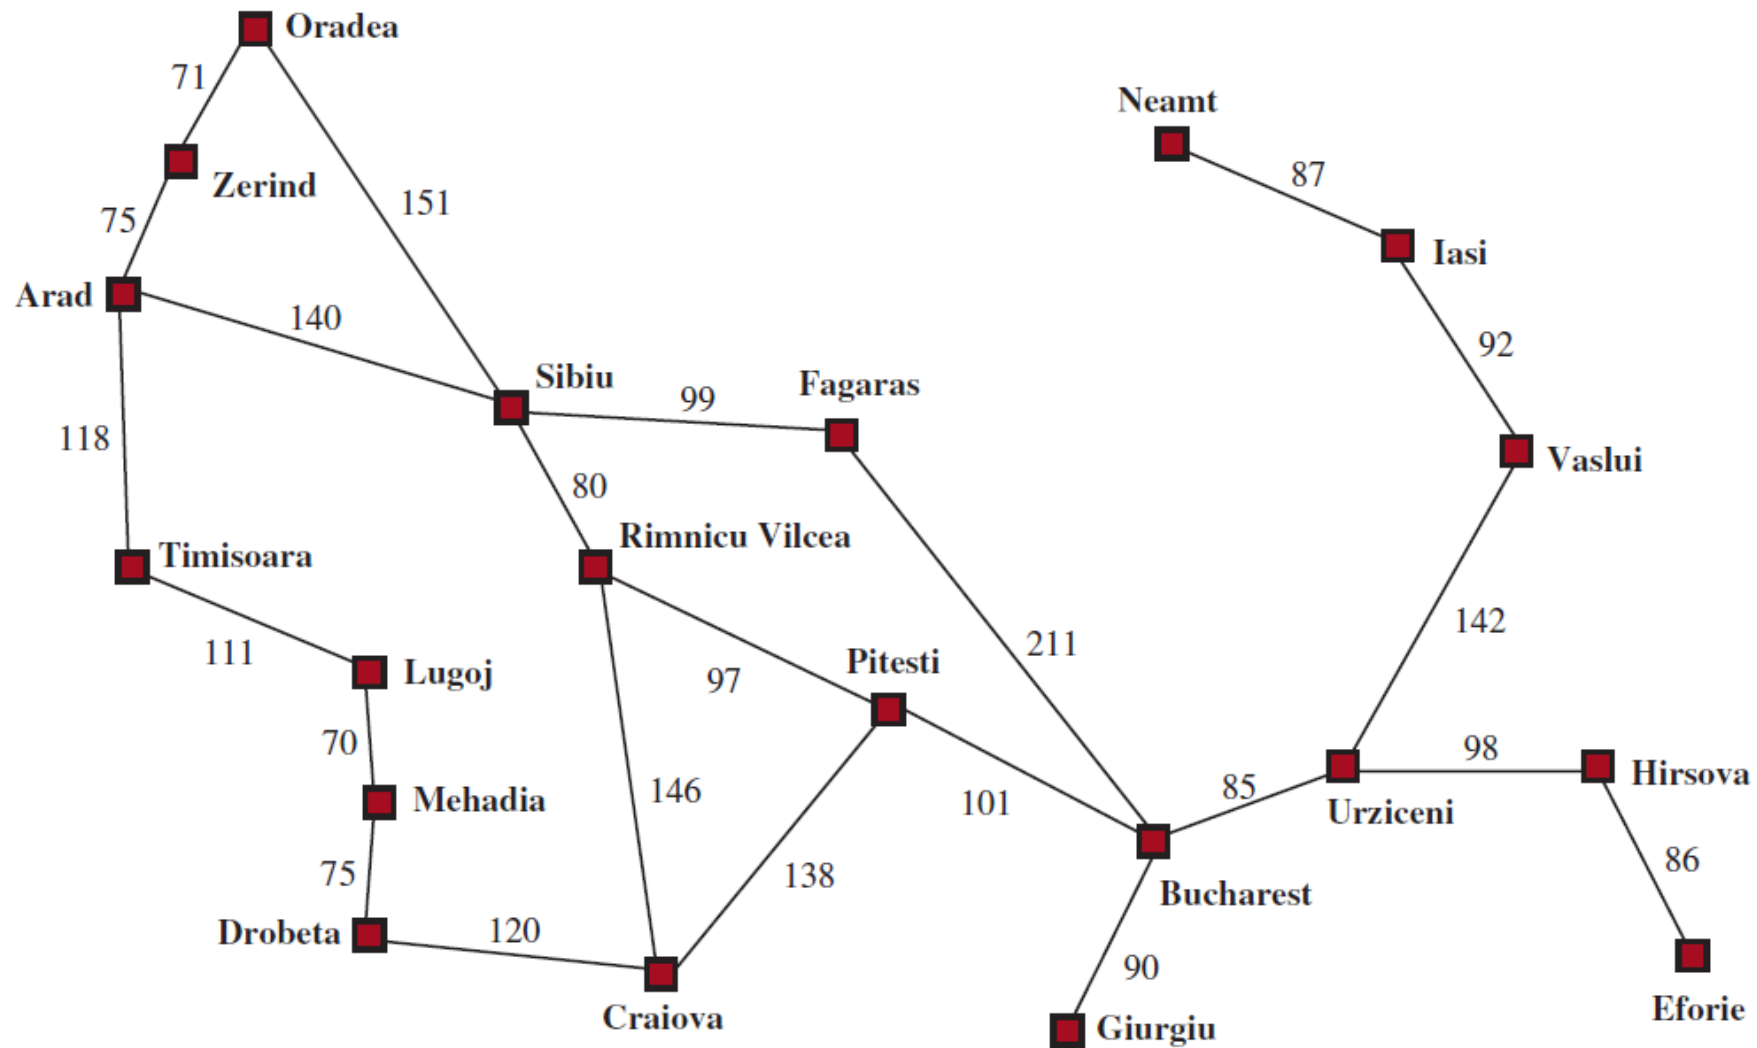 Oradea
71
Neamt
87
Zerind
151
75
Iasi
Arad
140
92
Sibiu
Fagaras
99
118
Vaslui
80
Rimnicu Vilcea
Timisoara
142
211
111
Pitesti
Lugoj
97
70
98
Hirsova
Mehadia
146
101
85
Urziceni
86
75
138
Bucharest
Drobeta
120
90
Craiova
Giurgiu
Eforie